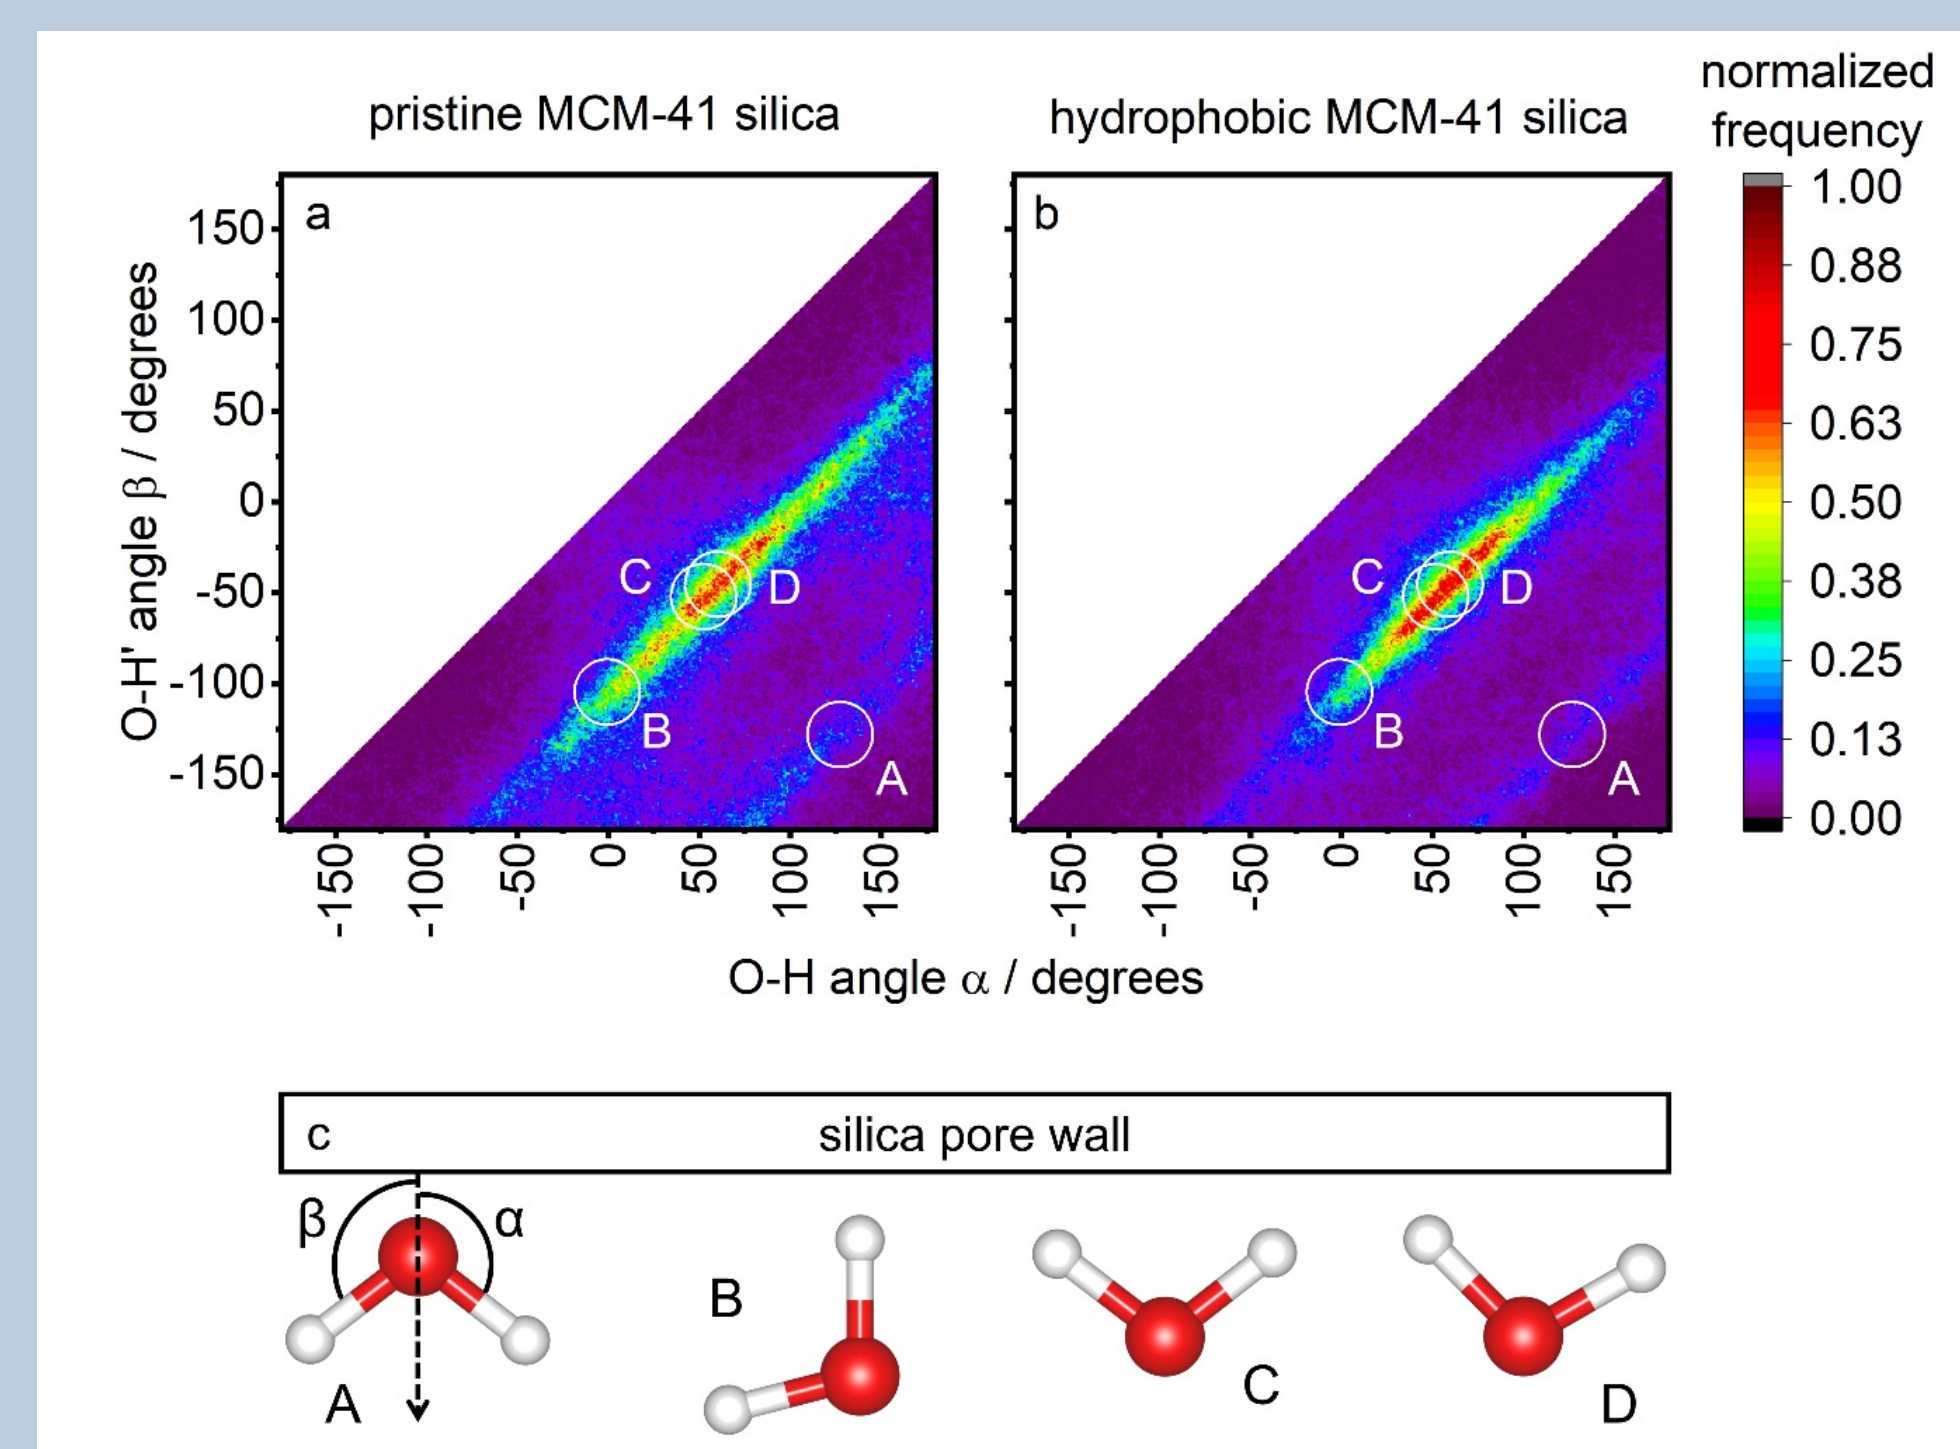 normalized
frequency
pristine MCM-41 silica
hydrophobic MCM-41 silica
a
b
C
D
B
A
C
D
B
A
O-H' angle β / degrees
150
100
50
0
-50
-100
-150
-150
-100
-50
0
50
100
150
-150
-100
-50
0
50
100
150
O-H angle α / degrees
1.00
0.88
0.75
0.63
0.50
0.38
0.25
0.13
0.00
c
silica pore wall
β
α
A
B
C
D